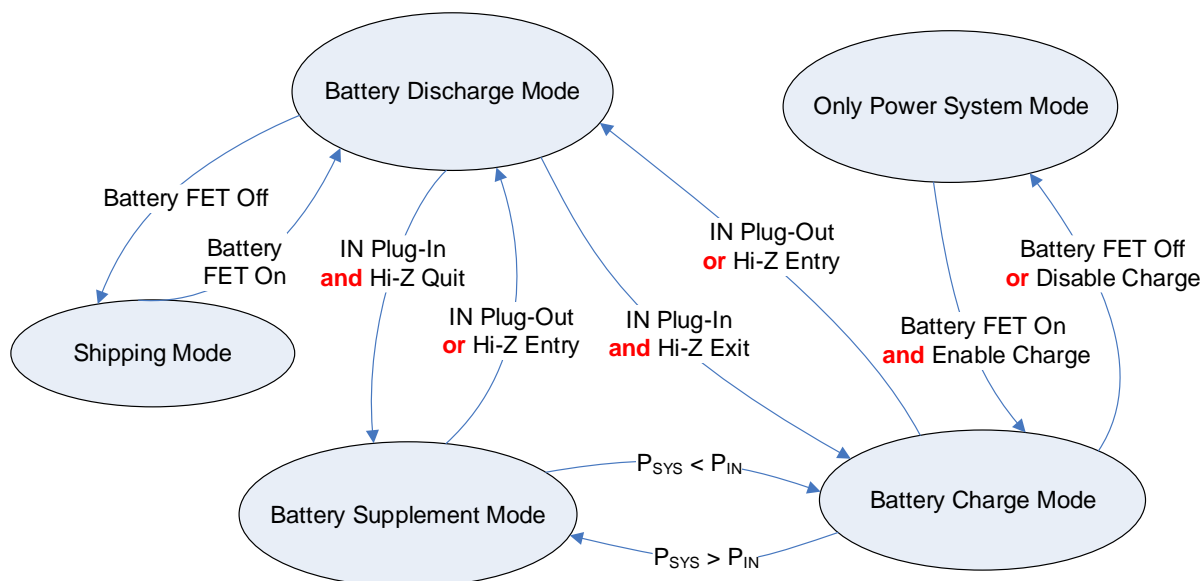 Battery Discharge Mode
Only Power System Mode
Battery FET Off
Battery
FET On
IN Plug-In
and Hi-Z Quit
IN Plug-Out
or Hi-Z Entry
IN Plug-In
and Hi-Z Exit
IN Plug-Out
or Hi-Z Entry
Battery FET On
and Enable Charge
Battery FET Off
or Disable Charge
Shipping Mode
Battery Supplement Mode
PSYS < PIN
PSYS > PIN
Battery Charge Mode